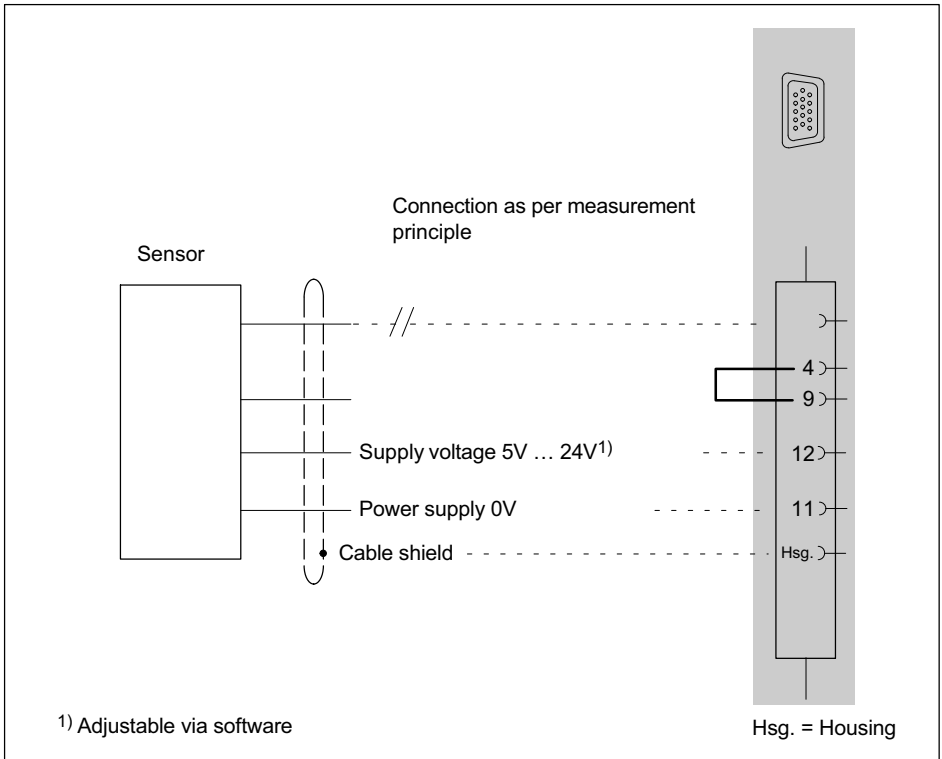 Connection as per measurement
principle
Sensor
4
9
Supply voltage 5V … 24V1)
12
Power supply 0V
11
Cable shield
Hsg.
1) Adjustable via software
Hsg. = Housing